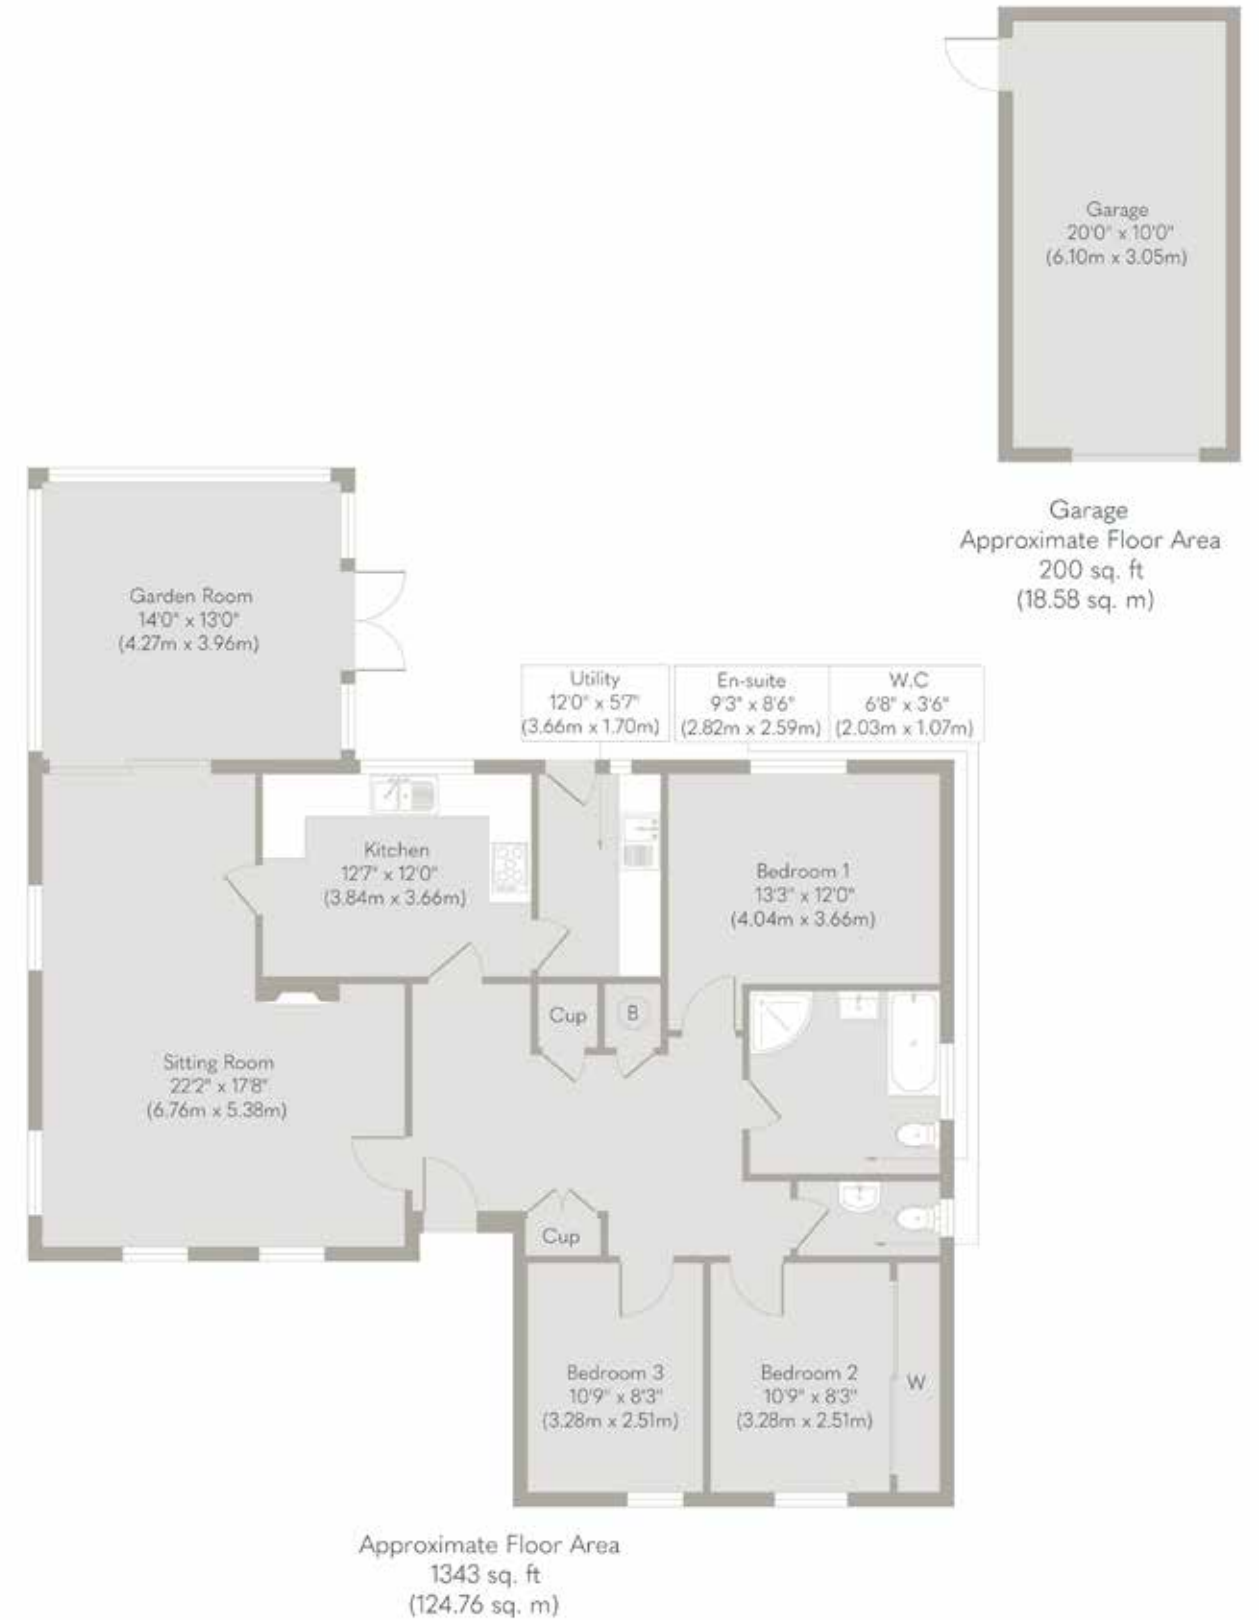 Garage
20'0" x 10'0"
(6.10m x 3.05m)
Garage
Approximate Floor Area
200 sq. ft
(18.58 sq. m)
Garden Room
14'0" x 13'0"
(4.27m x 3.96m)
Utility
12'0" x 5'7"
(3.66m x 1.70m)
En-suite
9'3" x 8'6"
(2.82m x 2.59m)
W.C
6'8" x 3'6"
(2.03m x 1.07m)
Kitchen
12'7" x 12'0"
(3.84m x 3.66m)
Bedroom 1
13'3" x 12'0"
(4.04m x 3.66m)
Cup
B
Sitting Room
22'2" x 17'8"
(6.76m x 5.38m)
Cup
Bedroom 3
10'9" x 8'3"
(3.28m x 2.51m)
Bedroom 2
10'9" x 8'3"
(3.28m x 2.51m)
W
Approximate Floor Area
1343 sq. ft
(124.76 sq. m)